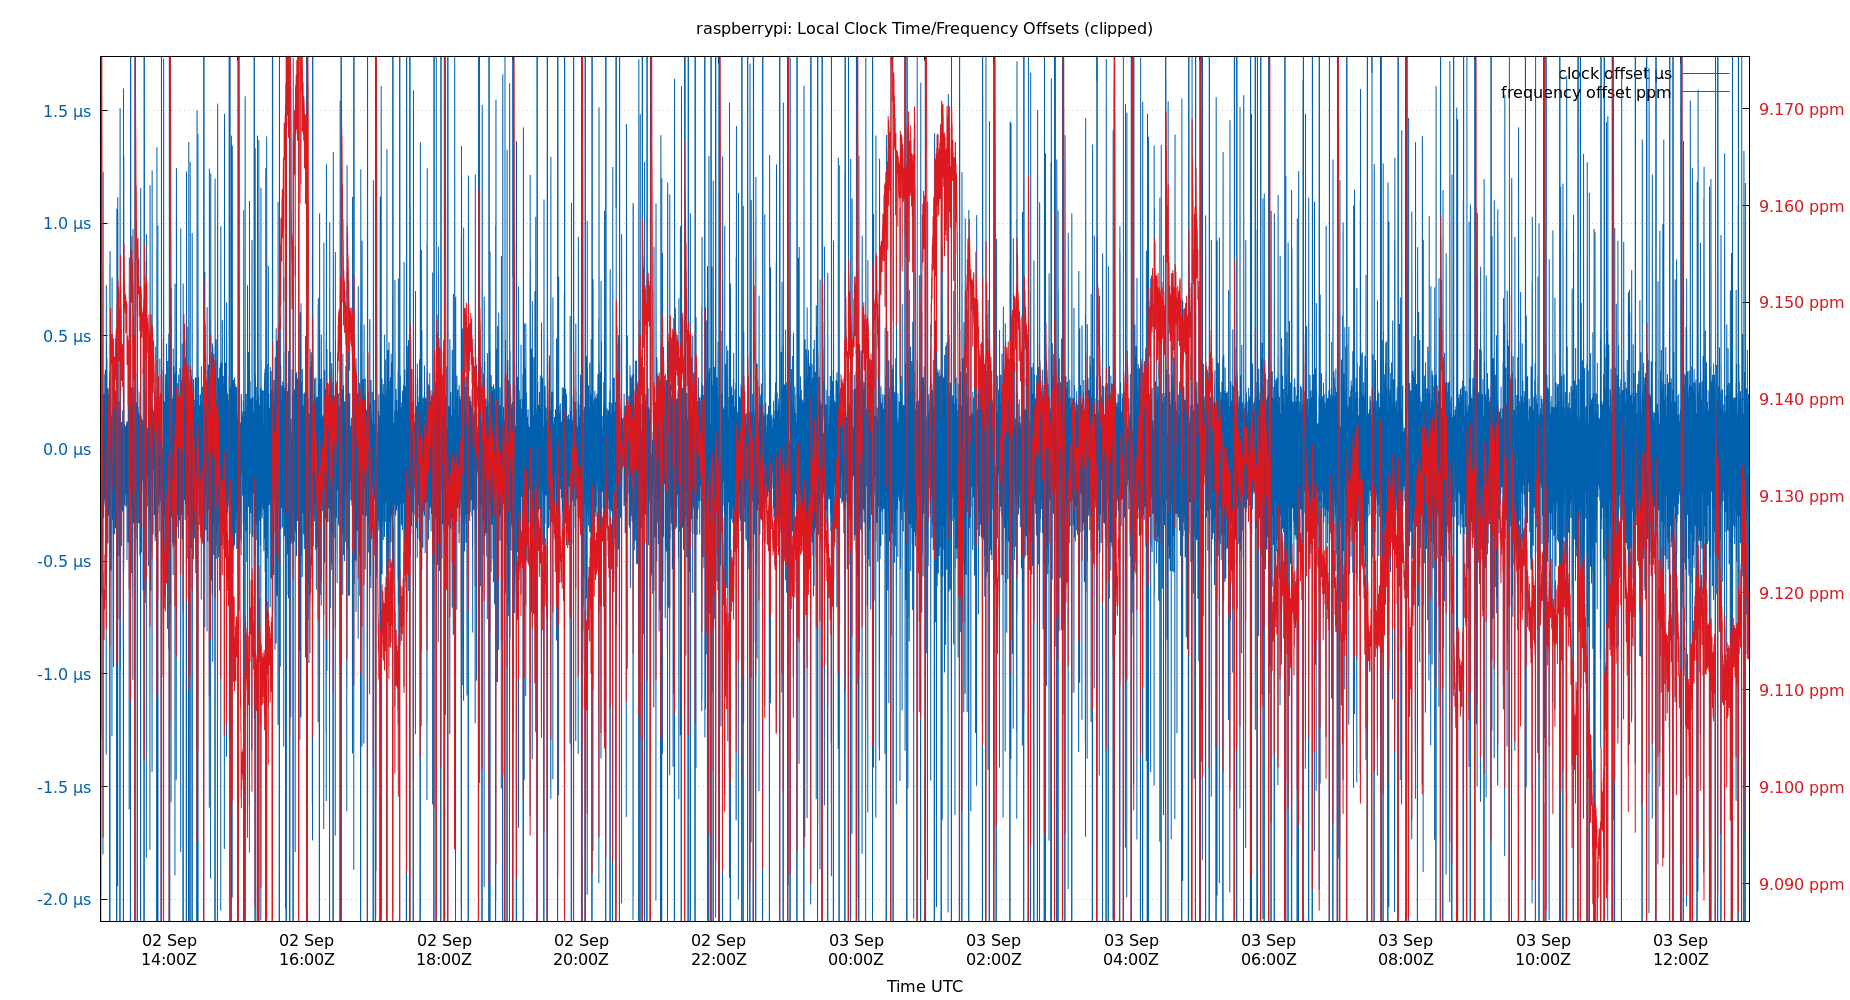 raspberrypi: Local Clock Time/Frequency Offsets (clipped)
clock offset µs
frequency offset ppm
1.5 µs
1.0 µs
0.5 µs
0.0 µs
-0.5 µs
-1.0 µs
-1.5 µs
-2.0 µs
9.170 ppm
9.160 ppm
9.150 ppm
9.140 ppm
9.130 ppm
9.120 ppm
9.110 ppm
9.100 ppm
9.090 ppm
02 Sep 02 Sep 02 Sep 02 Sep 02 Sep 03 Sep 03 Sep 03 Sep 03 Sep 03 Sep 03 Sep 03 Sep
14:00Z 16:00Z 18:00Z 20:00Z 22:00Z 00:00Z 02:00Z 04:00Z 06:00Z 08:00Z 10:00Z 12:00Z
Time UTC